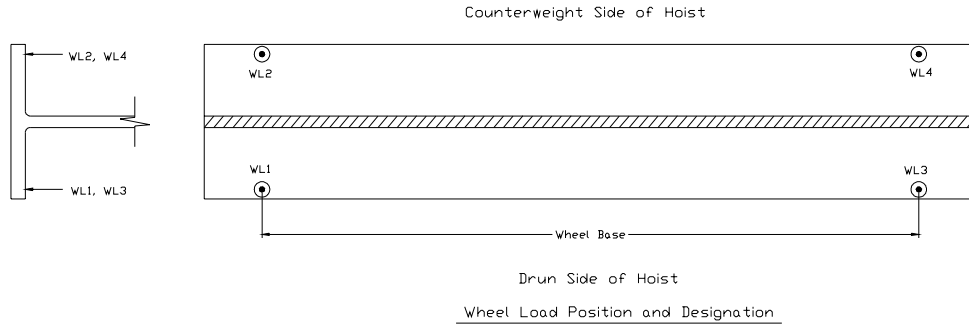 Counterweight Side of Hoist
WL2, WL4
WL2
WL4
WL1
WL3
WL1, WL3
Wheel Base
Drun Side of Hoist
Wheel Load Position and Designation